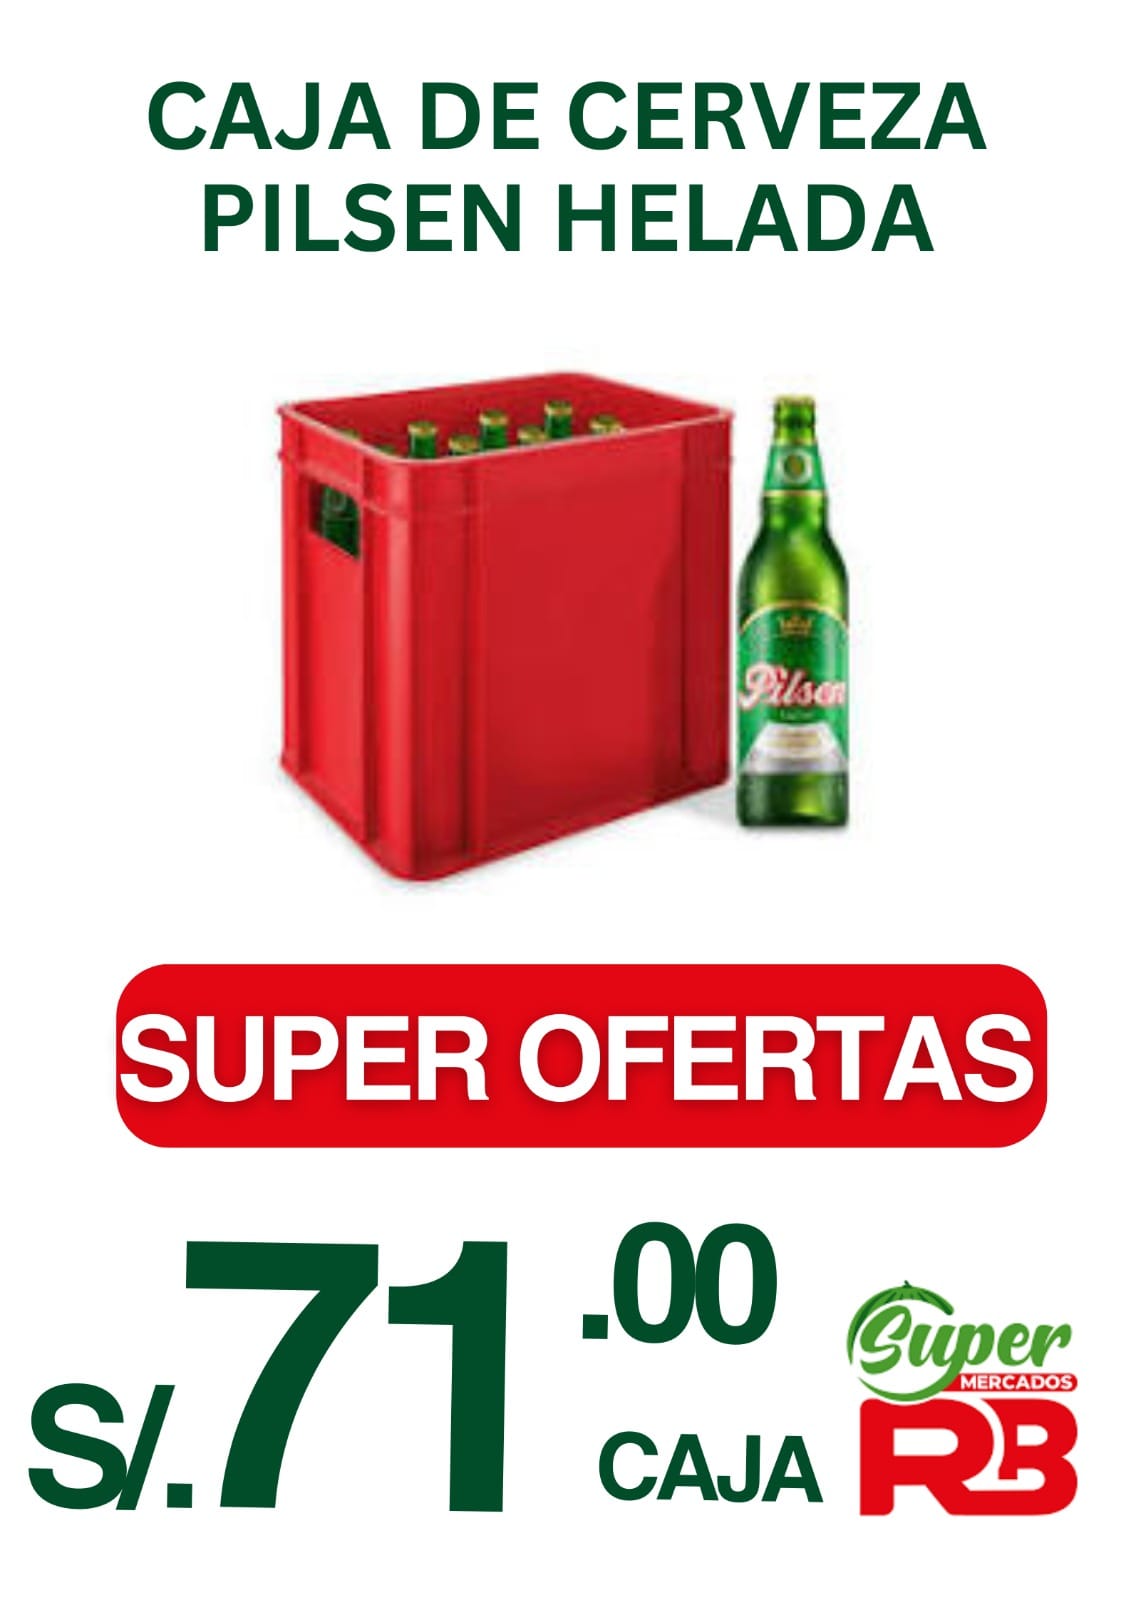 CAJA DE CERVEZA
PILSEN HELADA
Pilsen
SUPER OFERTAS
S/.71.00
CAJA
Super
MERCADOS
RB